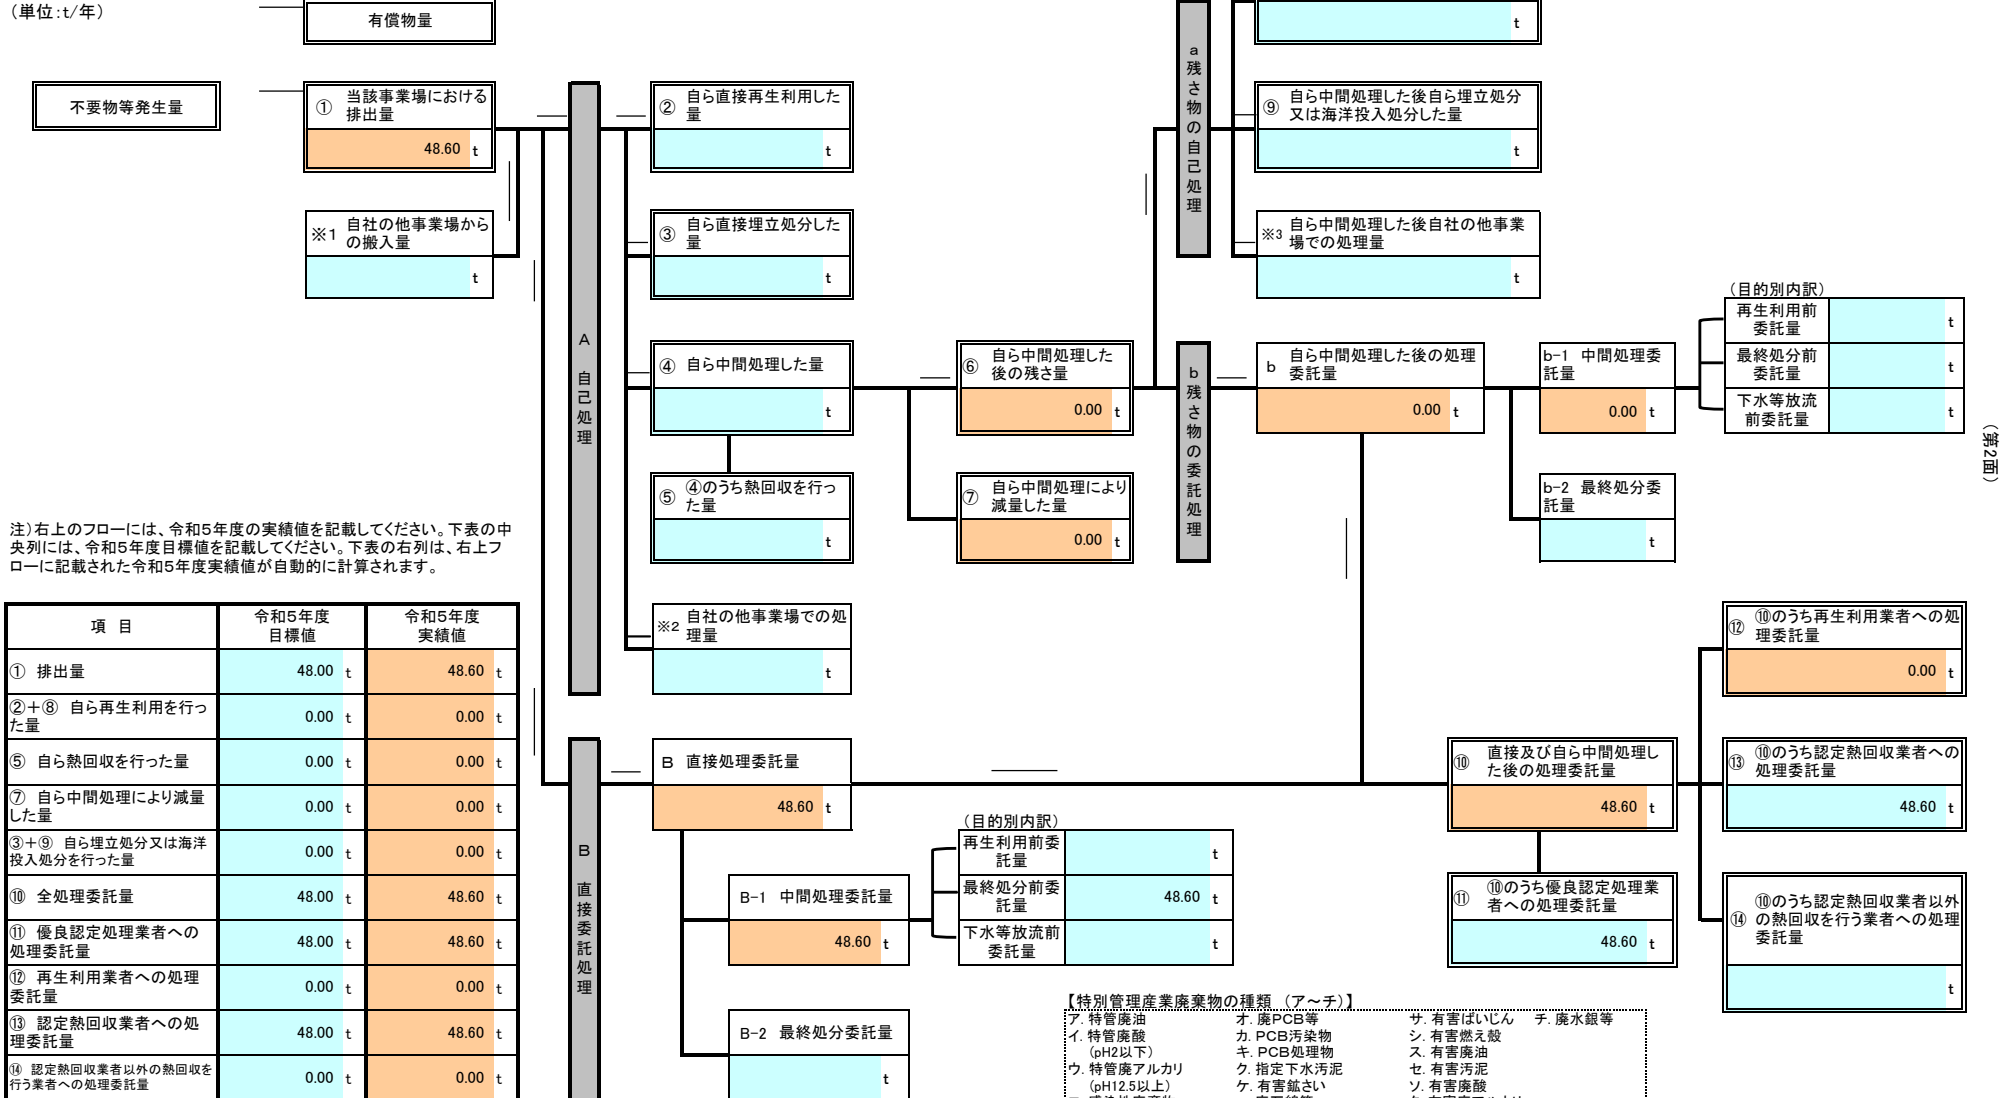 （単位:t/年）
有償物量
t
不要物等発生量
① 当該事業場における
排出量
48.60 t
※1 自社の他事業場から
の搬入量
t
A 自己処理
② 自ら直接再生利用した
量
t
③ 自ら直接埋立処分した
量
t
④ 自ら中間処理した量
t
⑤ ④のうち熱回収を行っ
た量
t
※2 自社の他事業場での処
理量
t
⑥ 自ら中間処理した
後の残さ量
0.00 t
⑦ 自ら中間処理により
減量した量
0.00 t
a 残さ物の自己処理
⑨ 自ら中間処理した後自ら埋立処分
又は海洋投入処分した量
t
※3 自ら中間処理した後自社の他事業
場での処理量
t
b 残さ物の委託処理
b 自ら中間処理した後の処理
委託量
0.00 t
b-1 中間処理委
託量
0.00 t
b-2 最終処分委
託量
t
（目的別内訳）
再生利用前
委託量
t
最終処分前
委託量
t
下水等放流
前委託量
t
（第2面）
注）右上のフローには、令和5年度の実績値を記載してください。下表の中
央列には、令和5年度目標値を記載してください。下表の右列は、右上フ
ローに記載された令和5年度実績値が自動的に計算されます。
項 目 令和5年度 目標値 令和5年度 実績値
① 排出量 48.00 t 48.60 t
②＋⑧ 自ら再生利用を行っ
た量 0.00 t 0.00 t
⑤ 自ら熱回収を行った量 0.00 t 0.00 t
⑦ 自ら中間処理により減量
した量 0.00 t 0.00 t
③＋⑨ 自ら埋立処分又は海洋
投入処分を行った量 0.00 t 0.00 t
⑩ 全処理委託量 48.00 t 48.60 t
⑪ 優良認定処理業者への
処理委託量 48.00 t 48.60 t
⑫ 再生利用業者への処理
委託量 0.00 t 0.00 t
⑬ 認定熱回収業者への処
理委託量 48.00 t 48.60 t
⑭ 認定熱回収業者以外の熱回収を
行う業者への処理委託量 0.00 t 0.00 t
B 直接委託処理
B 直接処理委託量
48.60 t
B-1 中間処理委託量
48.60 t
B-2 最終処分委託量
t
（目的別内訳）
再生利用前委
託量
t
最終処分前委
託量
48.60 t
下水等放流前
委託量
t
⑩ 直接及び自ら中間処理し
た後の処理委託量
48.60 t
⑪ ⑩のうち優良認定処理業
者への処理委託量
48.60 t
⑫ ⑩のうち再生利用業者への処
理委託量
0.00 t
⑬ ⑩のうち認定熱回収業者への
処理委託量
48.60 t
⑭ ⑩のうち認定熱回収業者以外
の熱回収を行う業者への処理
委託量
t
【特別管理産業廃棄物の種類 （ア～チ）】
ア. 特管廃油 オ. 廃PCB等 サ. 有害ばいじん チ. 廃水銀等
イ. 特管廃酸 カ. PCB汚染物 シ. 有害燃え殻
（pH2以下） キ. PCB処理物 ス. 有害廃油
ウ. 特管廃アルカリ ク. 指定下水汚泥 セ. 有害汚泥
（pH12.5以上） ケ. 有害鉱さい ソ. 有害廃酸